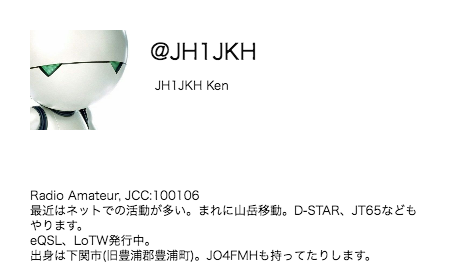 @JH1JKH
JH1JKH Ken
Radio Amateur, JCC:100106
最近はネットでの活動が多い。まれに山岳移動。D-STAR、JT65なども
やります。
eQSL、LoTW発行中。
出身は下関市(旧豊浦郡豊浦町)。JO4FMHも持ってたりします。